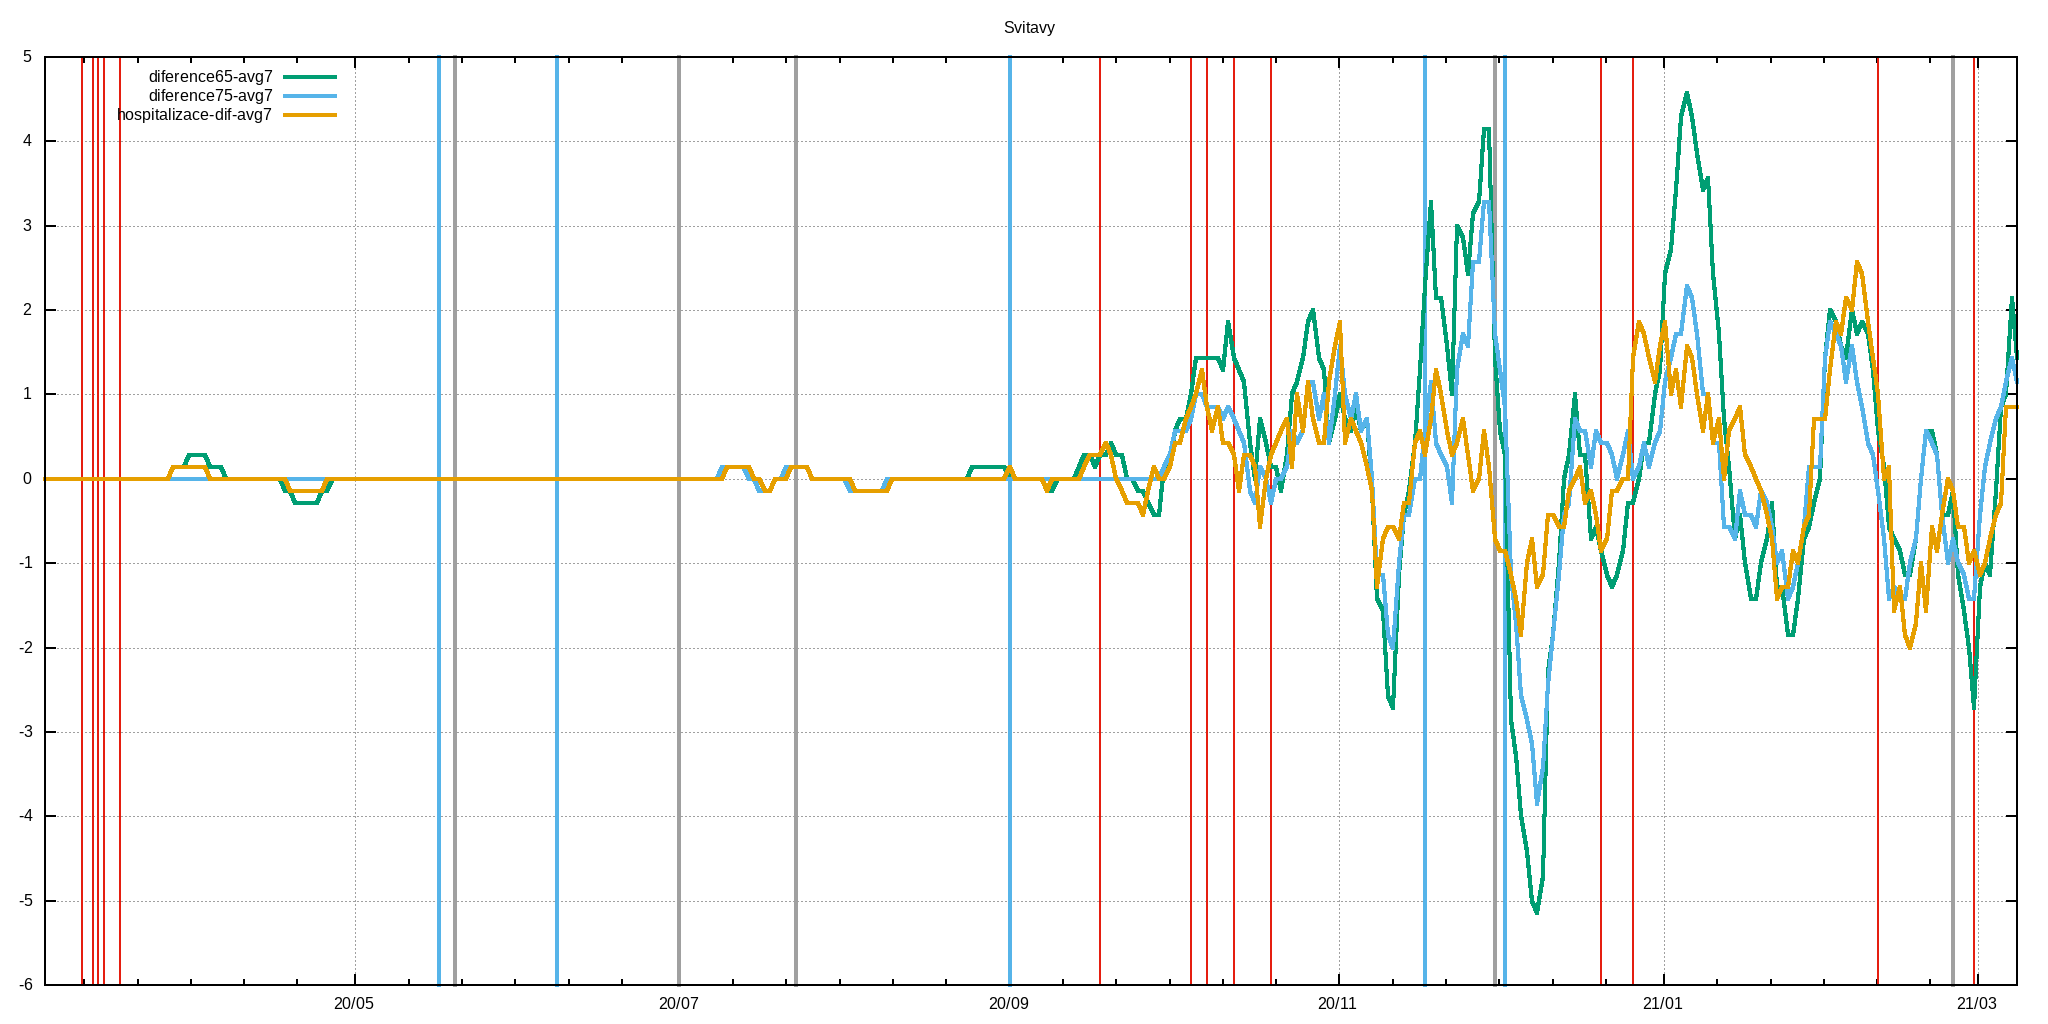 Svitavy
5
diference65-avg7
diference75-avg7
hospitalizace-dif-avg7
4
3
2
1
0
-1
-2
-3
-4
-5
-6
20/05 20/07 20/09 20/11 21/01 21/03